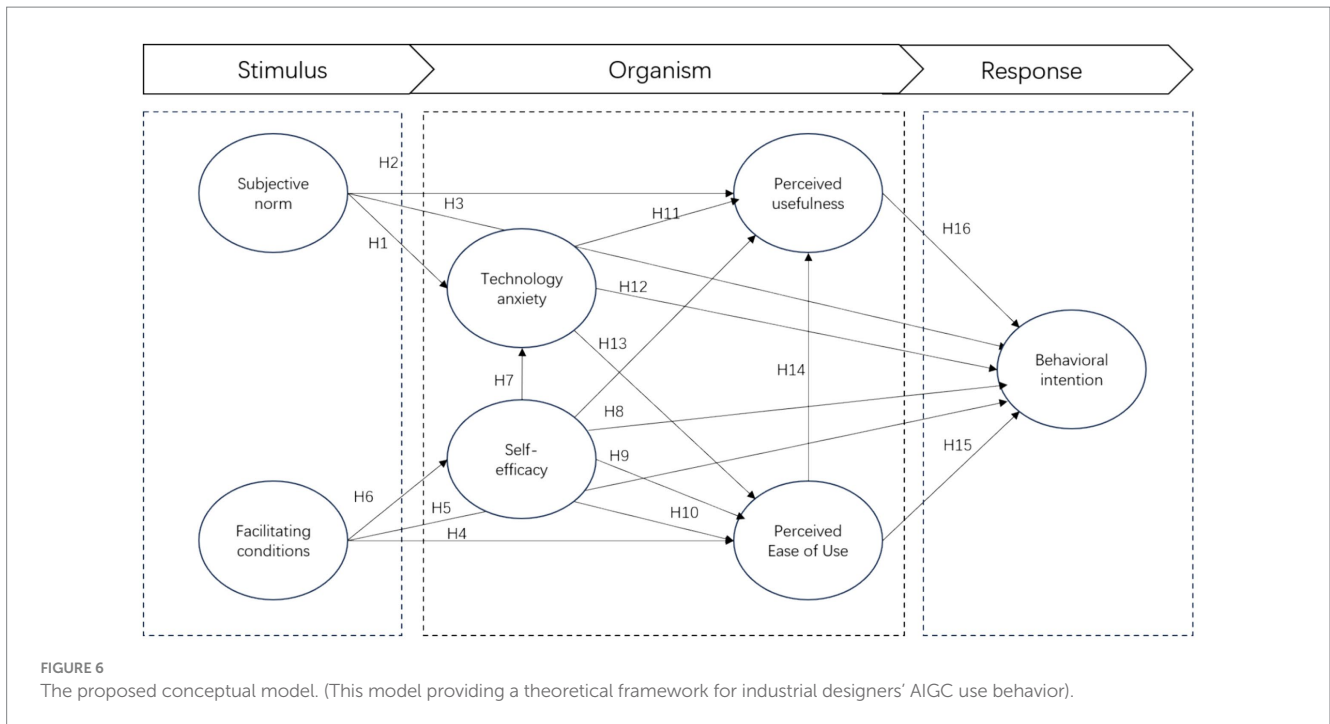 Stimulus
Organism
Response
Subjective
norm
H2
H3
H1
Technology
anxiety
H11
H12
H13
Perceived
usefulness
H16
H7
H14
Behavioral
intention
H8
Self-
efficacy
H9
H10
H15
H6
H5
H4
Facilitating
conditions
Perceived
Ease of Use
FIGURE 6
The proposed conceptual model. (This model providing a theoretical framework for industrial designers’ AIGC use behavior).